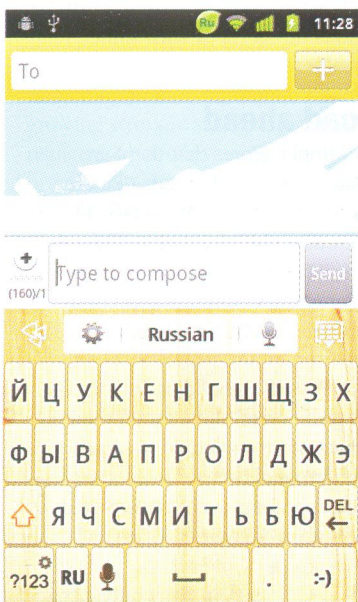 Ru 11:28
To
+
Type to compose
Send
(160)/1
Russian
Й Ц У К Е Н Г Ш Щ З Х
Ф Ы В А П Р О Л Д Ж Э
Я Ч С М И Т Ь Б Ю DEL
?123 RU . :-)